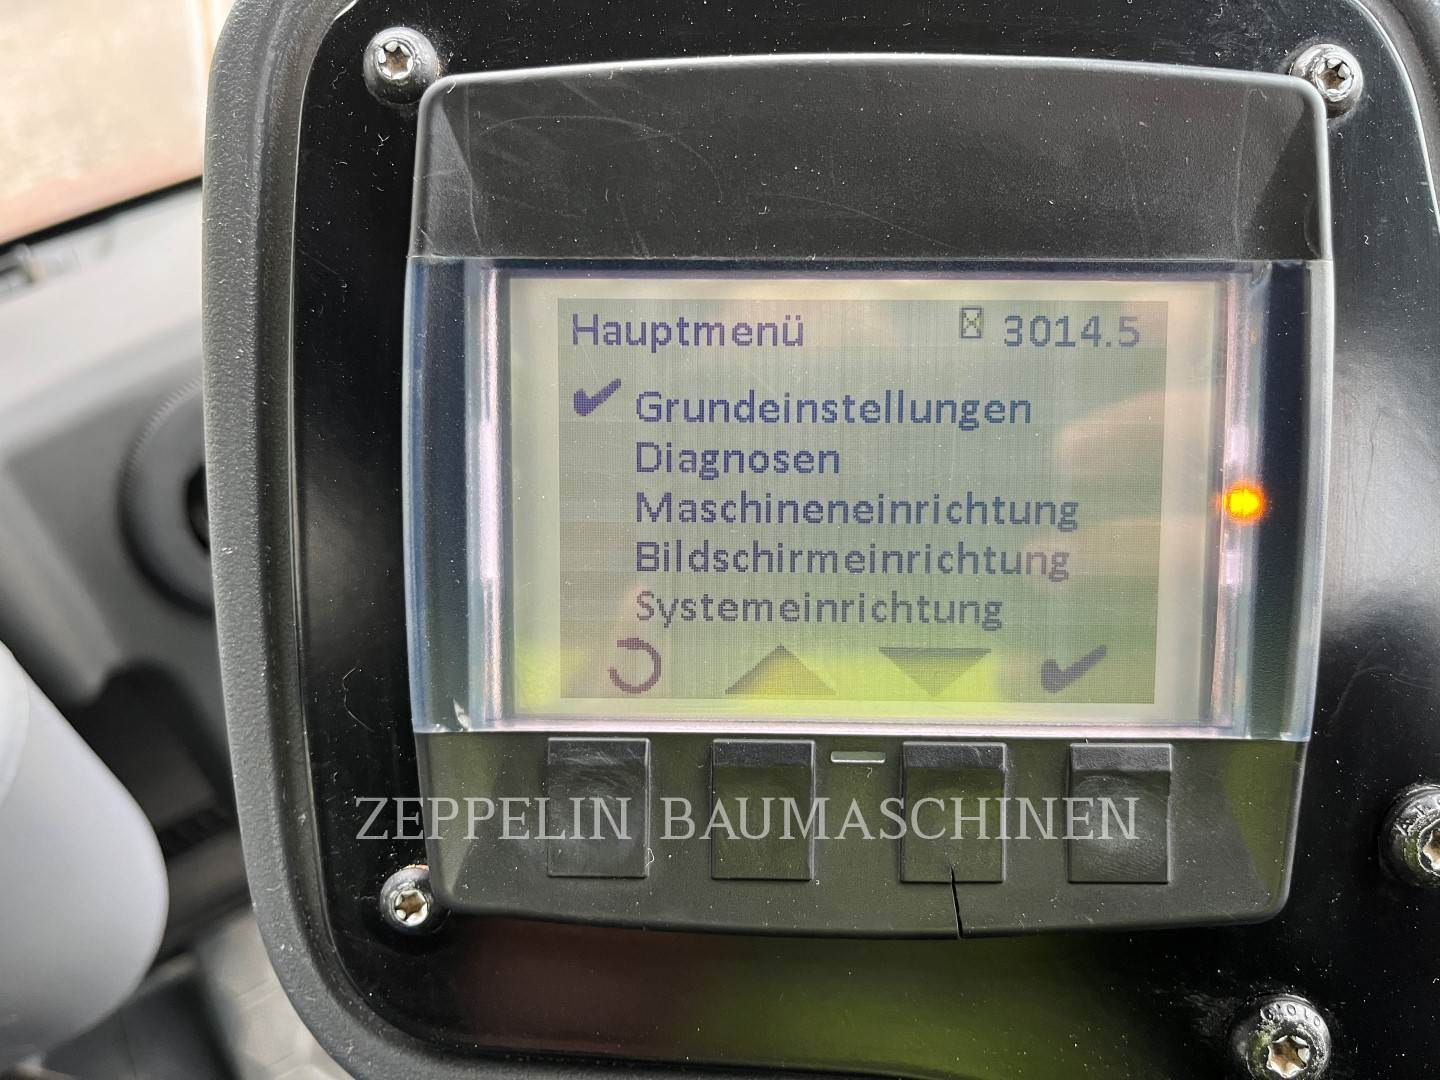 Hauptmenü 3014.5
Grundeinstellungen
Diagnosen
Maschineneinrichtung
Bildschirmeinrichtung
Systemeinrichtung
ZEPPELIN BAUMASCHINEN